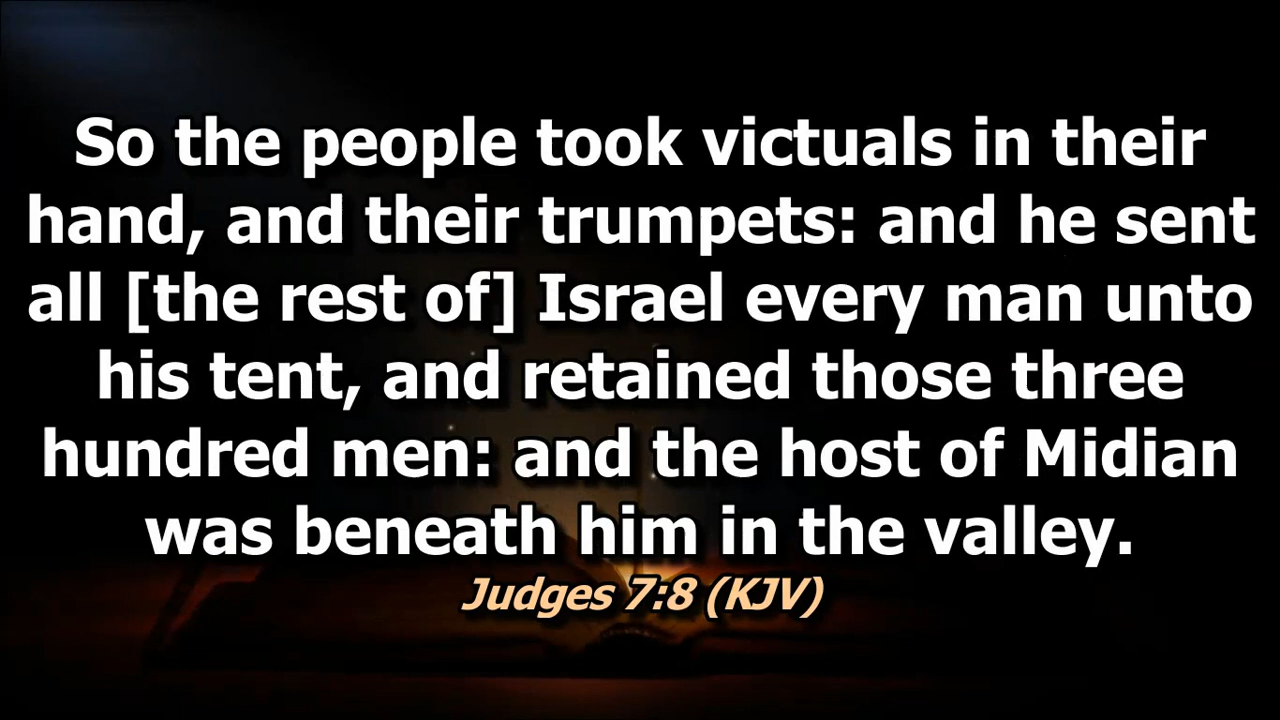 So the people took victuals in their
hand, and their trumpets: and he sent
all [the rest of] Israel every man unto
his tent, and retained those three
hundred men: and the host of Midian
was beneath him in the valley.
Judges 7:8 (KJV)